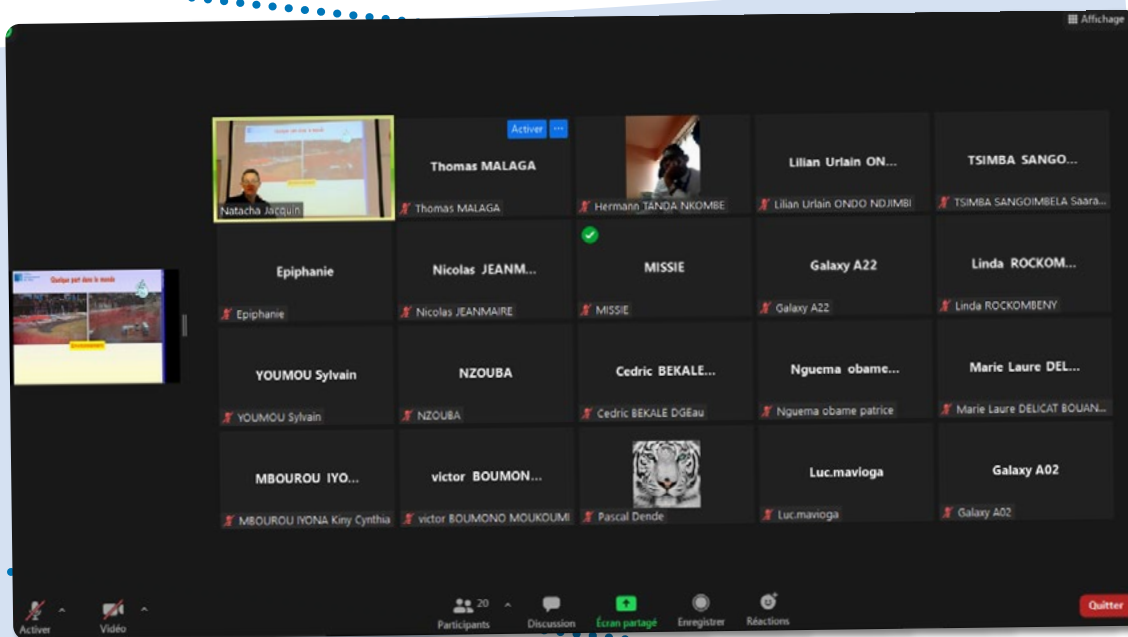 Affichage
Quelque part dans le monde
Natacha Jacquin
Activer
Thomas MALAGA
Thomas MALAGA
Hermann TANDA NKOMBE
Lilian Urlain ON...
Lilian Urlain ONDO NDJIMBI
TSIMBA SANGO...
TSIMBA SANGOIMBELA Saara...
Epiphanie
Epiphanie
Nicolas JEANM...
Nicolas JEANMAIRE
MISSIE
MISSIE
Galaxy A22
Galaxy A22
Linda ROCKOM...
Linda ROCKOMBENY
Quelque part dans le monde
YOUMOU Sylvain
YOUMOU Sylvain
NZOUBA
NZOUBA
Cedric BEKALE...
Cedric BEKALE DGEau
Nguema obame...
Nguema obame patrice
Marie Laure DEL...
Marie Laure DELICAT BOUAN...
MBOUROU IYO...
MBOUROU IYONA Kiny Cynthia
victor BOUMON...
victor BOUMONO MOUKOUMI
Pascal Dende
Luc.mavioga
Luc.mavioga
Galaxy A02
Galaxy A02
Activer
Vidéo
20
Participants
Discussion
Écran partagé
Enregistrer
Réactions
Quitter